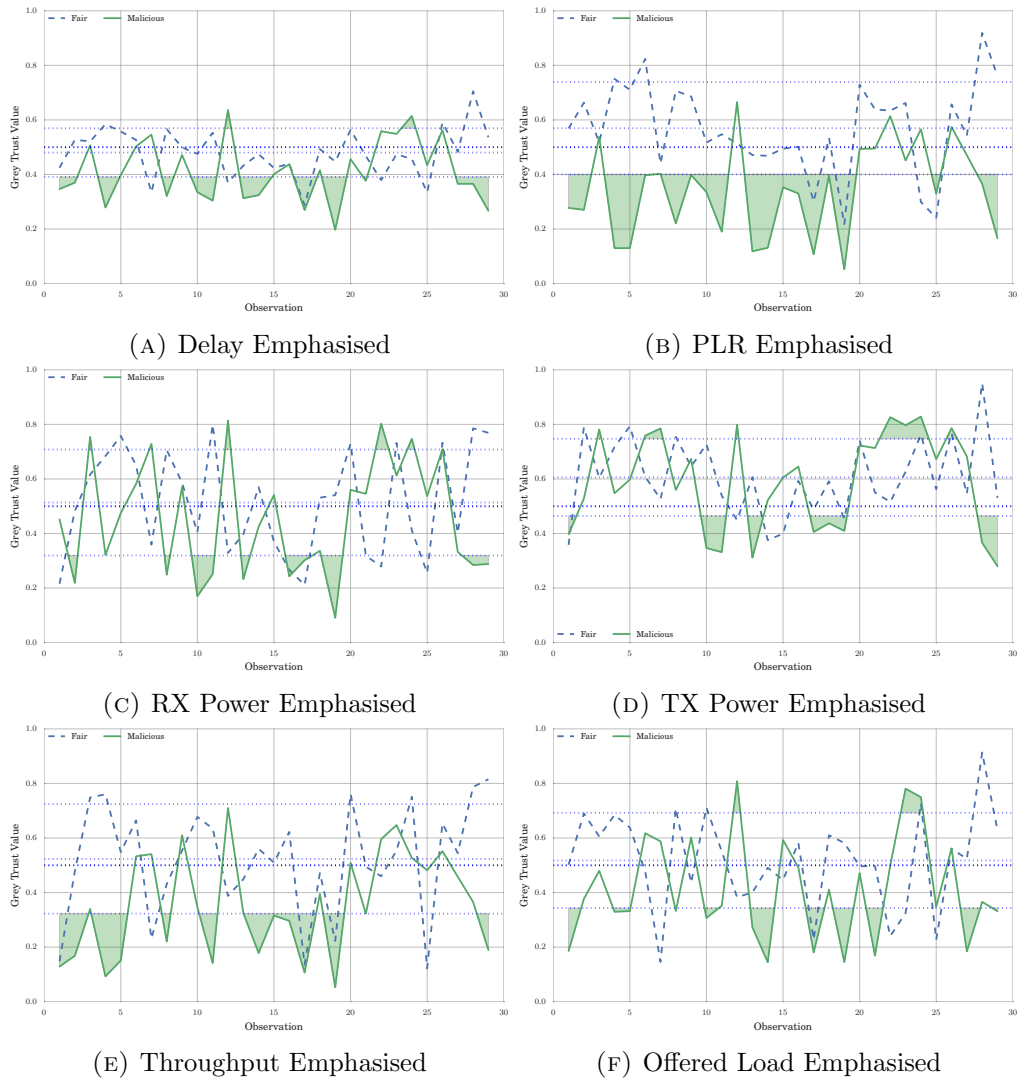 Fair Malicious
1.0
0.8
0.6
0.4
0.2
0.0
Grey Trust Value
0 5 10 15 20 25 30
Observation
(A) Delay Emphasised
Fair Malicious
1.0
0.8
0.6
0.4
0.2
0.0
Grey Trust Value
0 5 10 15 20 25 30
Observation
(B) PLR Emphasised
Fair Malicious
1.0
0.8
0.6
0.4
0.2
0.0
Grey Trust Value
0 5 10 15 20 25 30
Observation
(C) RX Power Emphasised
1.0
0.8
0.6
0.4
0.2
0.0
Grey Trust Value
Fair Malicious
0 5 10 15 20 25 30
Observation
(D) TX Power Emphasised
Fair Malicious
1.0
0.8
0.6
0.4
0.2
0.0
Grey Trust Value
0 5 10 15 20 25 30
Observation
(E) Throughput Emphasised
Fair Malicious
1.0
0.8
0.6
0.4
0.2
0.0
Grey Trust Value
0 5 10 15 20 25 30
Observation
(F) Offered Load Emphasised